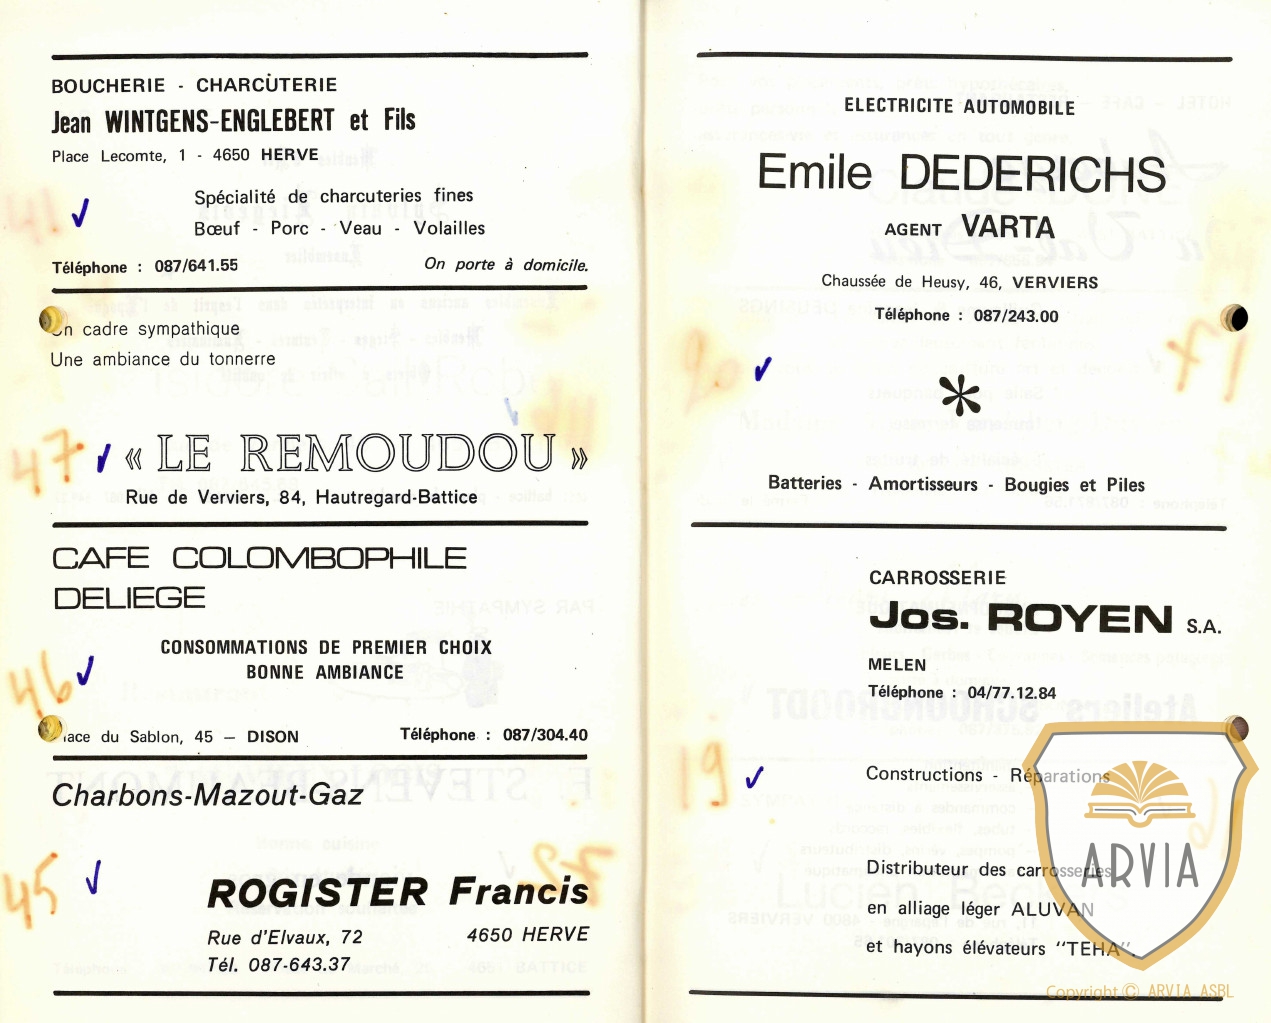 BOUCHERIE - CHARCUTERIE
Jean WINTGENS-ENGLEBERT et Fils
Place Lecomte, 1 - 4650 HERVE
41
Spécialité de charcuteries fines
Bœuf - Porc - Veau - Volailles
Téléphone : 087/641.55 On porte à domicile.
Un cadre sympathique
Une ambiance du tonnerre
47
« LE REMOUDOU »
Rue de Verviers, 84, Hautregard-Battice
CAFE COLOMBOPHILE
DELIEGE
CONSOMMATIONS DE PREMIER CHOIX
BONNE AMBIANCE
46
lace du Sablon, 45 – DISON Téléphone : 087/304.40
Charbons-Mazout-Gaz
45
ROGISTER Francis
Rue d'Elvaux, 72 4650 HERVE
Tél. 087-643.37
ELECTRICITE AUTOMOBILE
Emile DEDERICHS
AGENT VARTA
Chaussée de Heusy, 46, VERVIERS
Téléphone : 087/243.00
20
*
Batteries - Amortisseurs - Bougies et Piles
CARROSSERIE
Jos. ROYEN S.A.
MELEN
Téléphone : 04/77.12.84
19
Constructions - Réparations
Distributeur des carrosseries
en alliage léger ALUVAN
et hayons élévateurs ''TEHA''.
ARVIA
Copyright © ARVIA ASBL